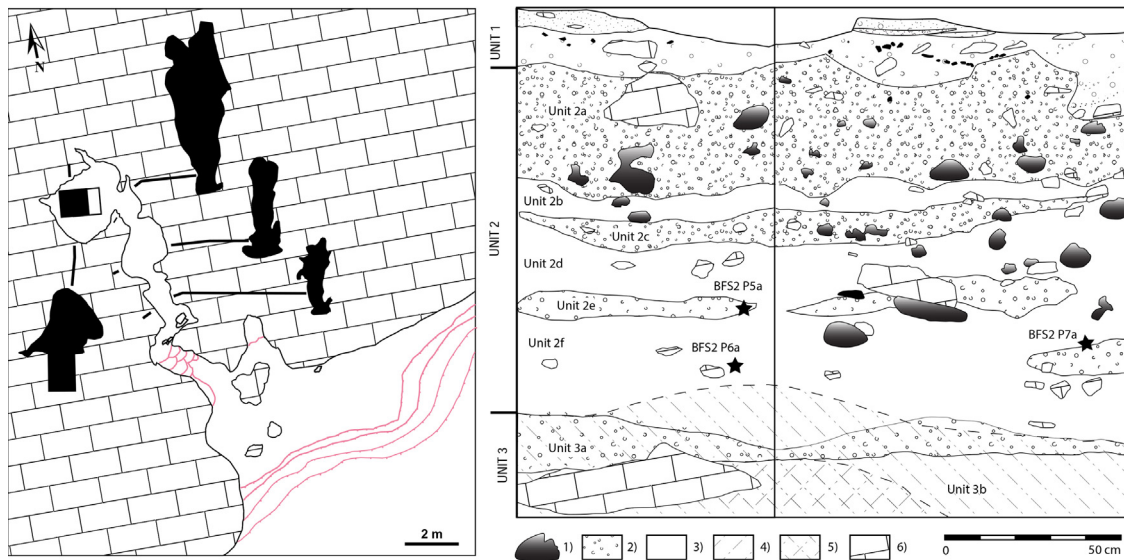 N
2 m
UNIT 1
UNIT 2
UNIT 3
Unit 2a
Unit 2b
Unit 2c
Unit 2d
BFS2 P5a
Unit 2e
Unit 2f
BFS2 P6a
BFS2 P7a
Unit 3a
Unit 3b
1) 2) 3) 4) 5) 6)
0 50 cm